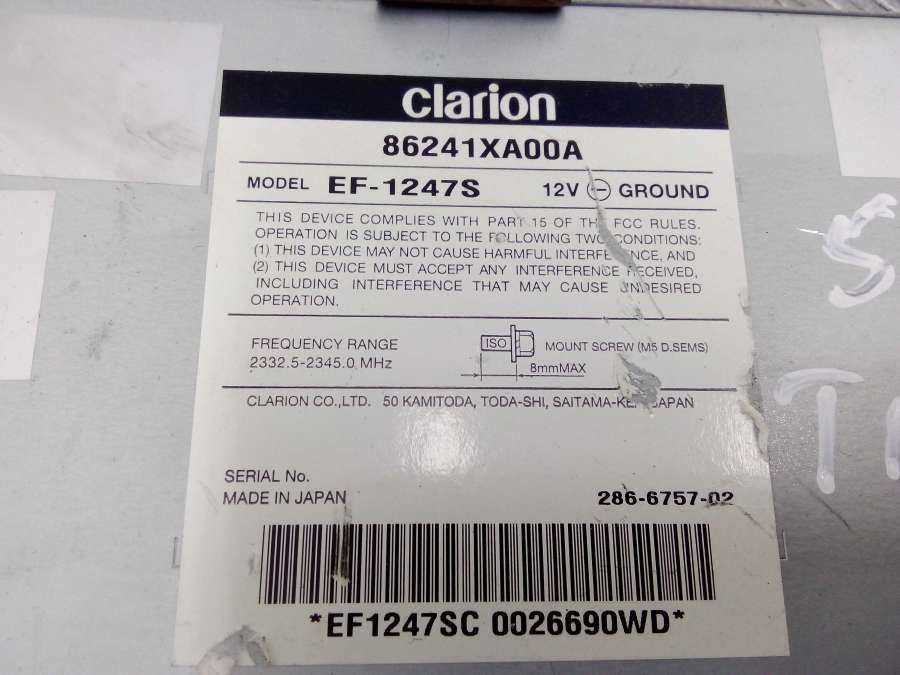 clarion
86241XA00A
MODEL EF-1247S 12V GROUND
THIS DEVICE COMPLIES WITH PART 15 OF THE FCC RULES.
OPERATION IS SUBJECT TO THE FOLLOWING TWO CONDITIONS:
(1) THIS DEVICE MAY NOT CAUSE HARMFUL INTERFERENCE, AND
(2) THIS DEVICE MUST ACCEPT ANY INTERFERENCE RECEIVED,
INCLUDING INTERFERENCE THAT MAY CAUSE UNDESIRED
OPERATION.
FREQUENCY RANGE
2332.5-2345.0 MHz
ISO
8mmMAX
MOUNT SCREW (M5 D.SEMS)
CLARION CO.,LTD. 50 KAMITODA, TODA-SHI, SAITAMA-KEN JAPAN
SERIAL No.
MADE IN JAPAN 286-6757-02
*EF1247SC 0026690WD*
S